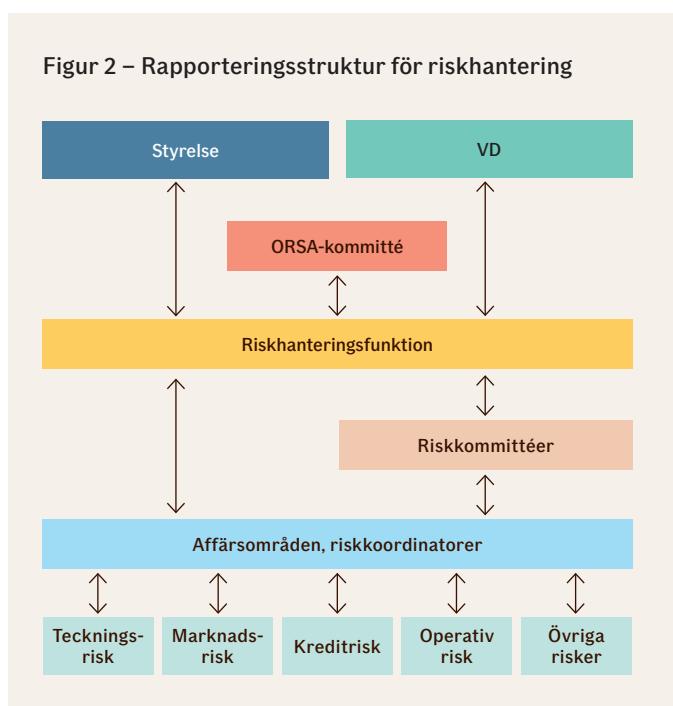 Figur 2 – Rapporteringsstruktur för riskhantering
Styrelse
VD
ORSA-kommitté
Riskhanteringsfunktion
Riskkommittéer
Affärsområden, riskkoordinatorer
Tecknings-
risk
Marknads-
risk
Kreditrisk
Operativ
risk
Övriga
risker